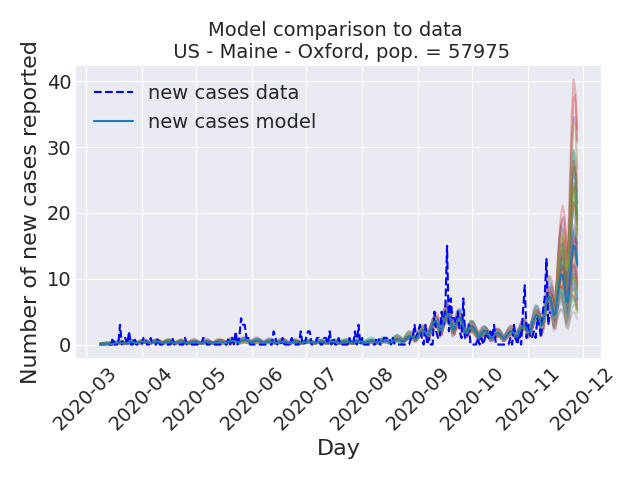 Model comparison to data
US - Maine - Oxford, pop. = 57975
Number of new cases reported
40
30
20
10
0
new cases data
new cases model
2020-03
2020-04
2020-05
2020-06
2020-07
2020-08
2020-09
2020-10
2020-11
2020-12
Day